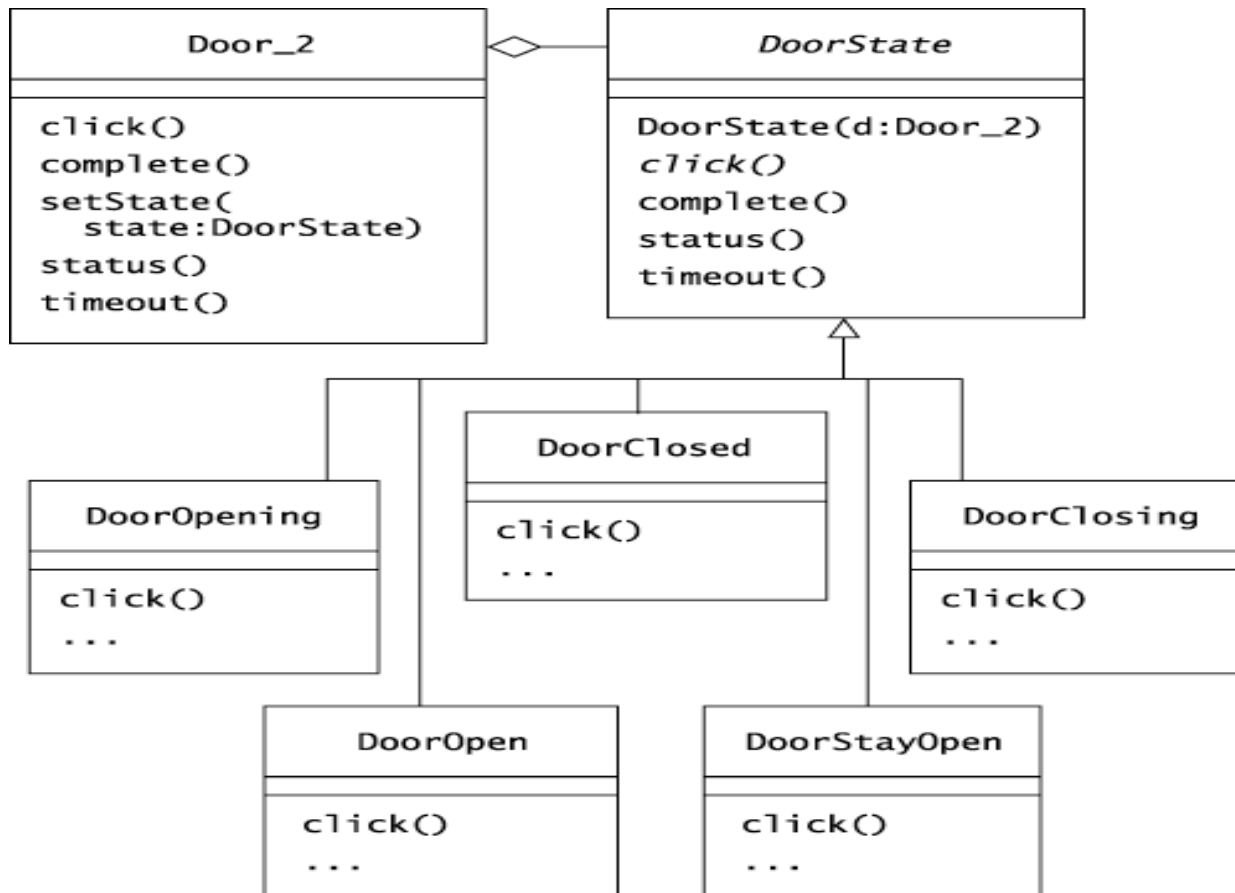 Door_2
click()
complete()
setState(
state:DoorState)
status()
timeout()
DoorState
DoorState(d:Door_2)
click()
complete()
status()
timeout()
DoorClosed
click()
...
DoorOpening
click()
...
DoorClosing
click()
...
DoorOpen
click()
...
DoorStayOpen
click()
...